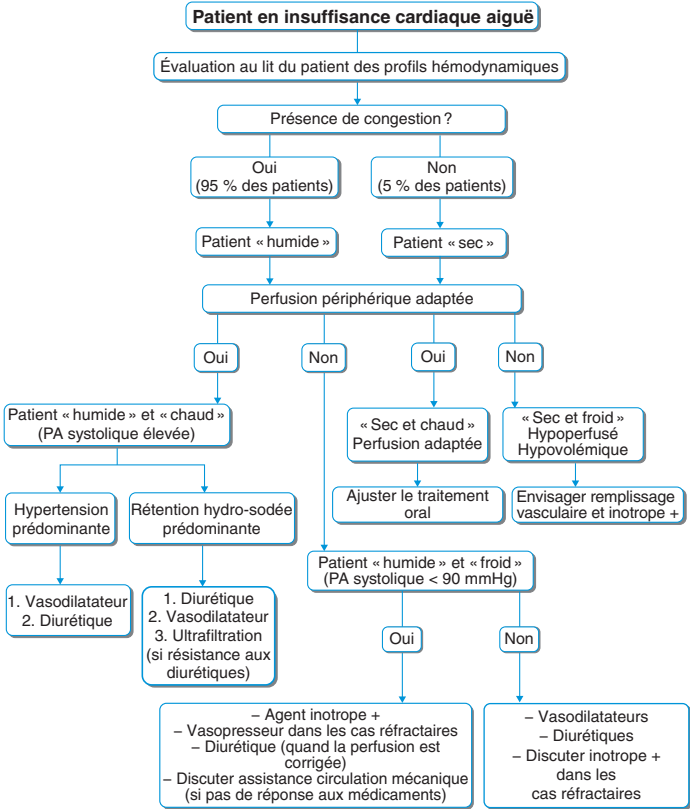 Patient en insuffisance cardiaque aiguë
Évaluation au lit du patient des profils hémodynamiques
Présence de congestion ?
Oui
(95 % des patients)
Non
(5 % des patients)
Patient « humide »
Patient « sec »
Perfusion périphérique adaptée
Oui
Non
Oui
Non
Patient « humide » et « chaud »
(PA systolique élevée)
« Sec et chaud »
Perfusion adaptée
« Sec et froid »
Hypoperfusé
Hypovolémique
Hypertension
prédominante
Rétention hydro-sodée
prédominante
Ajuster le traitement
oral
Envisager remplissage
vasculaire et inotrope +
Patient « humide » et « froid »
(PA systolique < 90 mmHg)
1. Vasodilatateur
2. Diurétique
1. Diurétique
2. Vasodilatateur
3. Ultrafiltration
(si résistance aux
diurétiques)
Oui
Non
– Agent inotrope +
– Vasopresseur dans les cas réfractaires
– Diurétique (quand la perfusion est
corrigée)
– Discuter assistance circulation mécanique
(si pas de réponse aux médicaments)
– Vasodilatateurs
– Diurétiques
– Discuter inotrope +
dans les
cas réfractaires